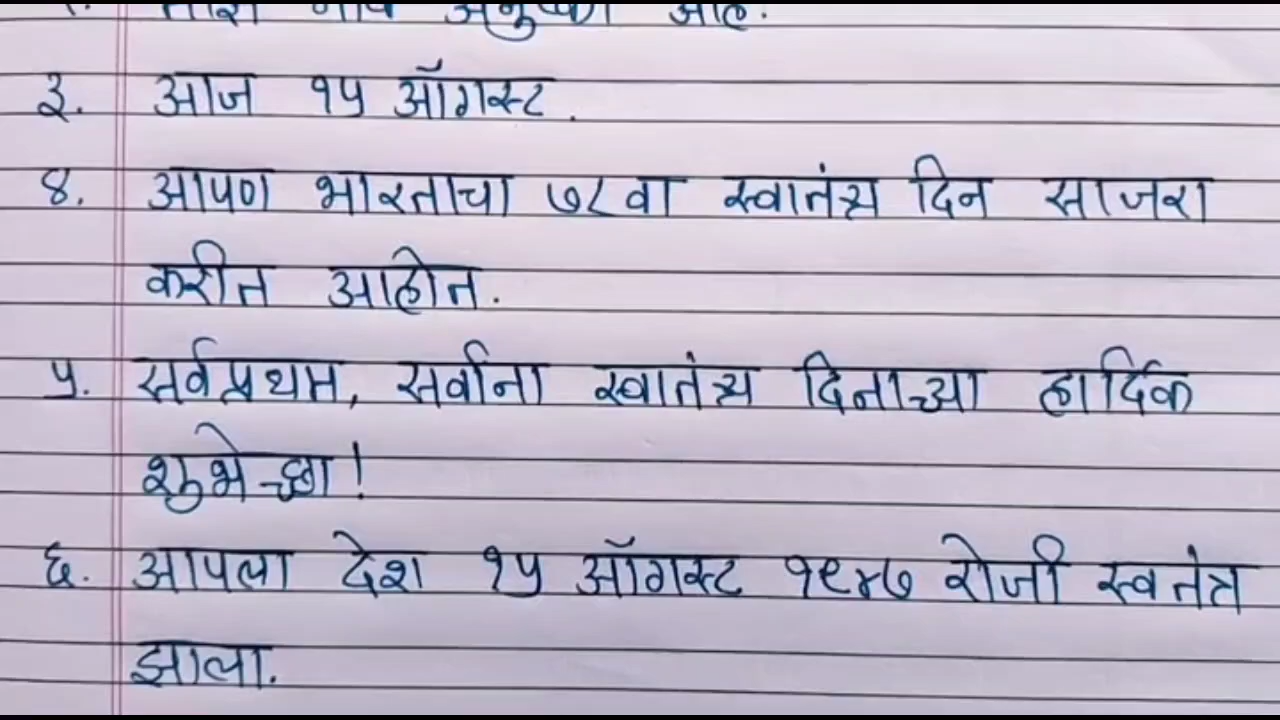 ३. आज १५ ऑगस्ट.
४. आपण भारताचा ७८वा स्वातंत्र्य दिन साजरा
करीत आहोत.
५. सर्वप्रथम, सर्वांना स्वातंत्र्य दिनाच्या हार्दिक
शुभेच्छा!
६. आपला देश १५ ऑगस्ट १९४७ रोजी स्वतंत्र
झाला.